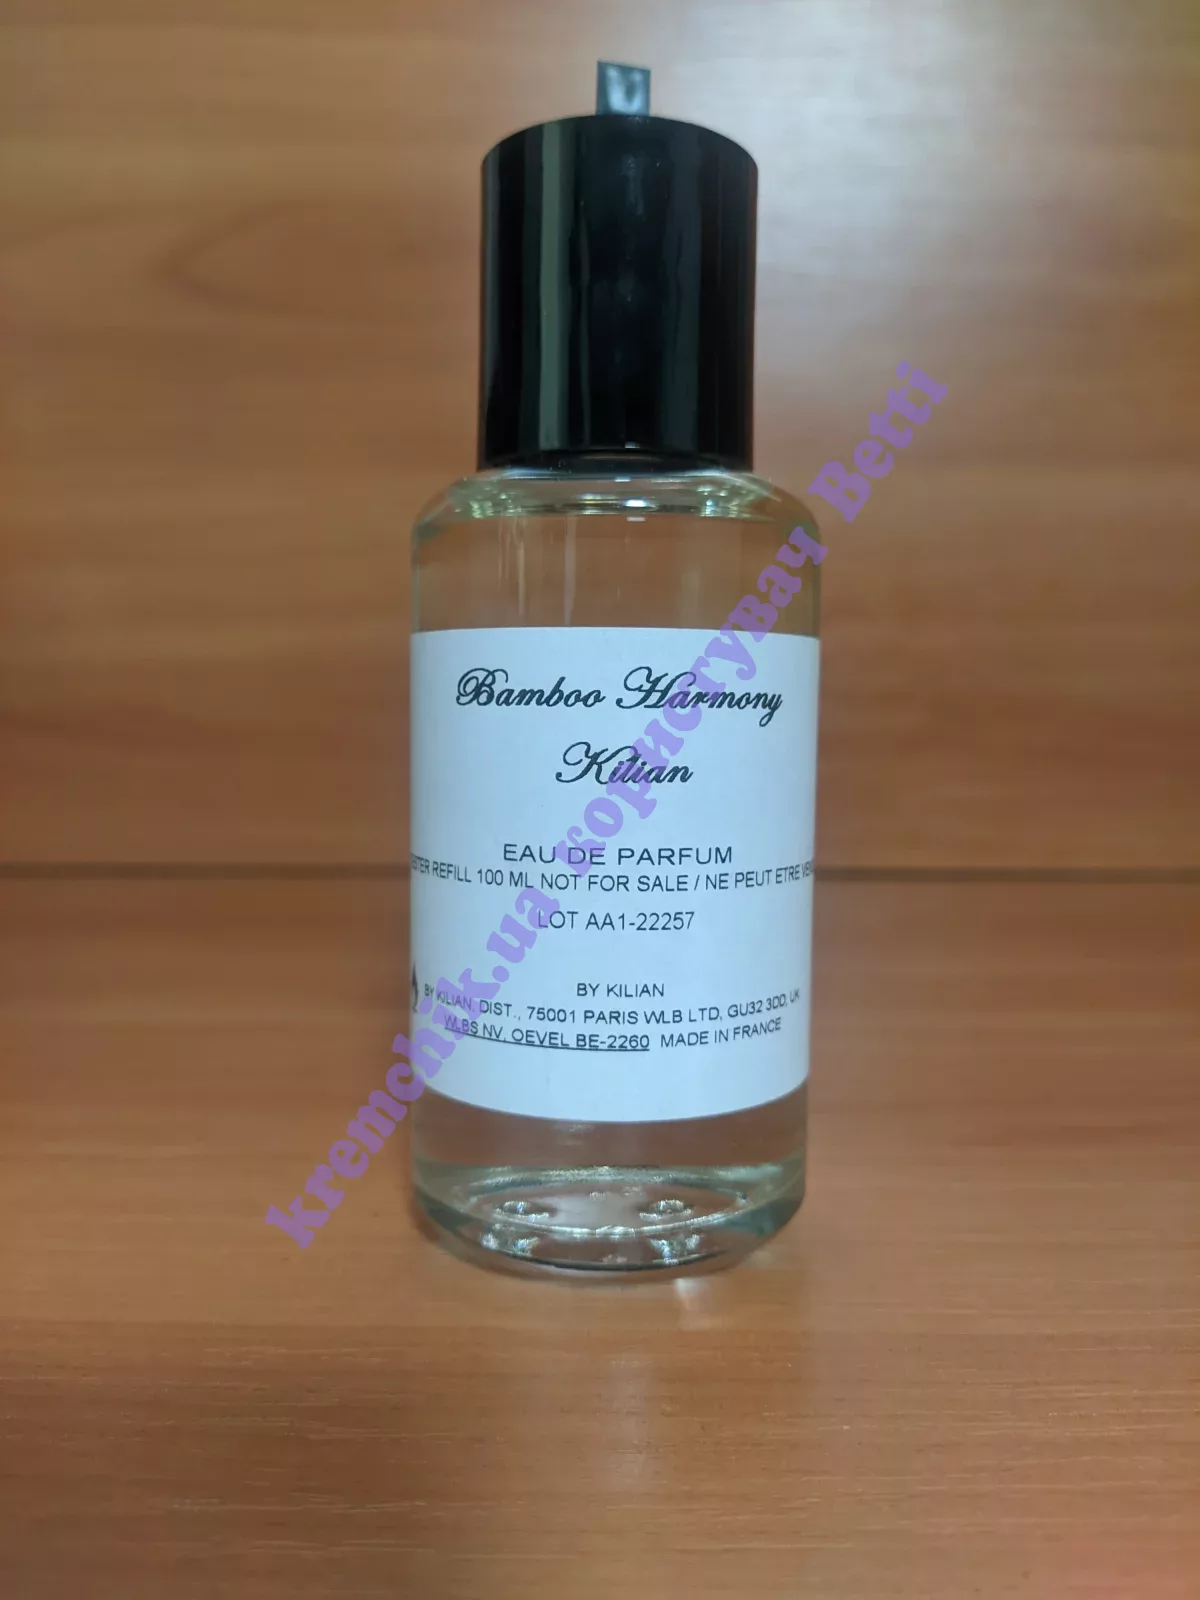 Bamboo Harmony
Kilian
EAU DE PARFUM
REFILL 100 ML NOT FOR SALE / NE PEUT ETRE
LOT AA1-22257
BY KILIAN
BY KILIAN, DIST., 75001 PARIS WLB LTD, GU32 3DD, UK
WLBS NV, OEVEL BE-2260 MADE IN FRANCE
kremchik.ua користувач Betti